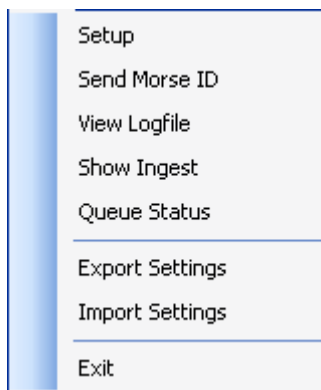 Setup
Send Morse ID
View Logfile
Show Ingest
Queue Status
Export Settings
Import Settings
Exit